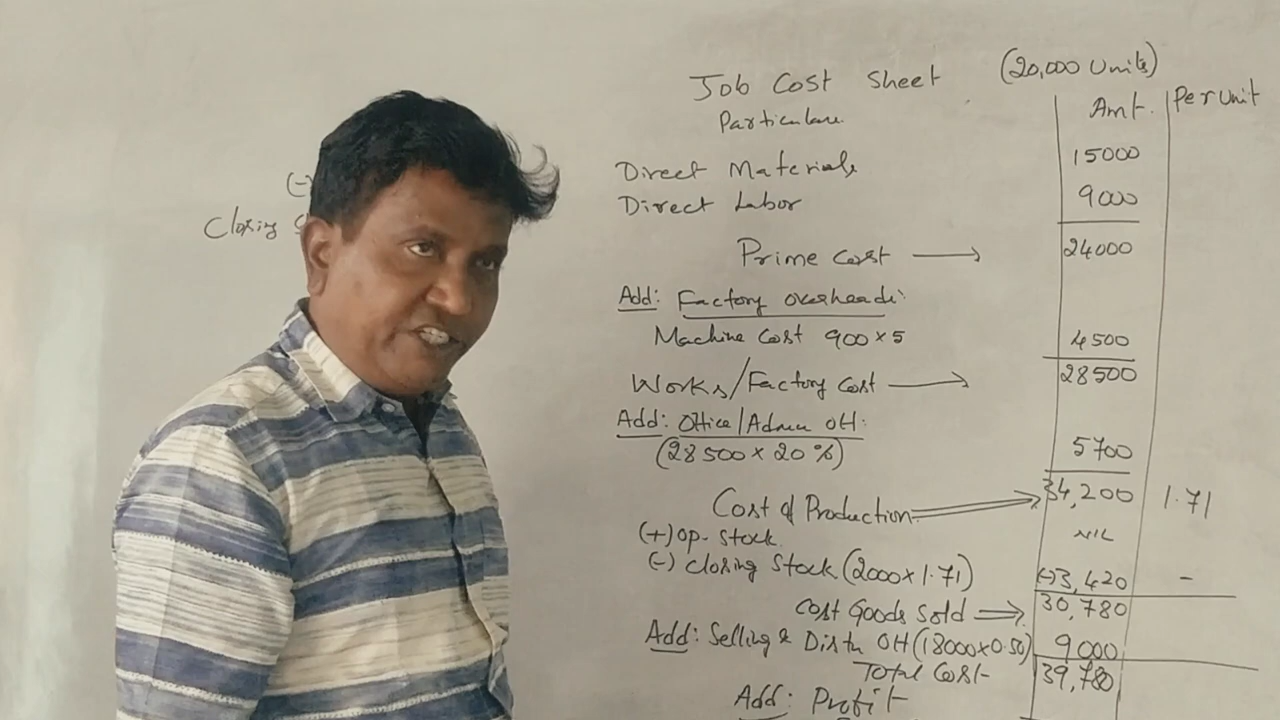 Job Cost Sheet (20,000 Units)
Particulars Amt. Per Unit
Direct Materials 15000
Direct Labor 9000
Prime Cost → 24000
Add: Factory overheads:
Machine Cost 900×5 4500
Works/Factory Cost → 28500
Add: Office/Admn OH:
(28500×20%) 5700
Cost of Production ⇒ 34,200 1.71
(+) op. Stock NIL
(-) closing Stock (2000×1.71) (-)3,420 -
Cost Goods Sold ⇒ 30,780
Add: Selling & Distn OH (18000×0.50) 9000
Total Cost 39,780
Add: Profit
(-)
Closing